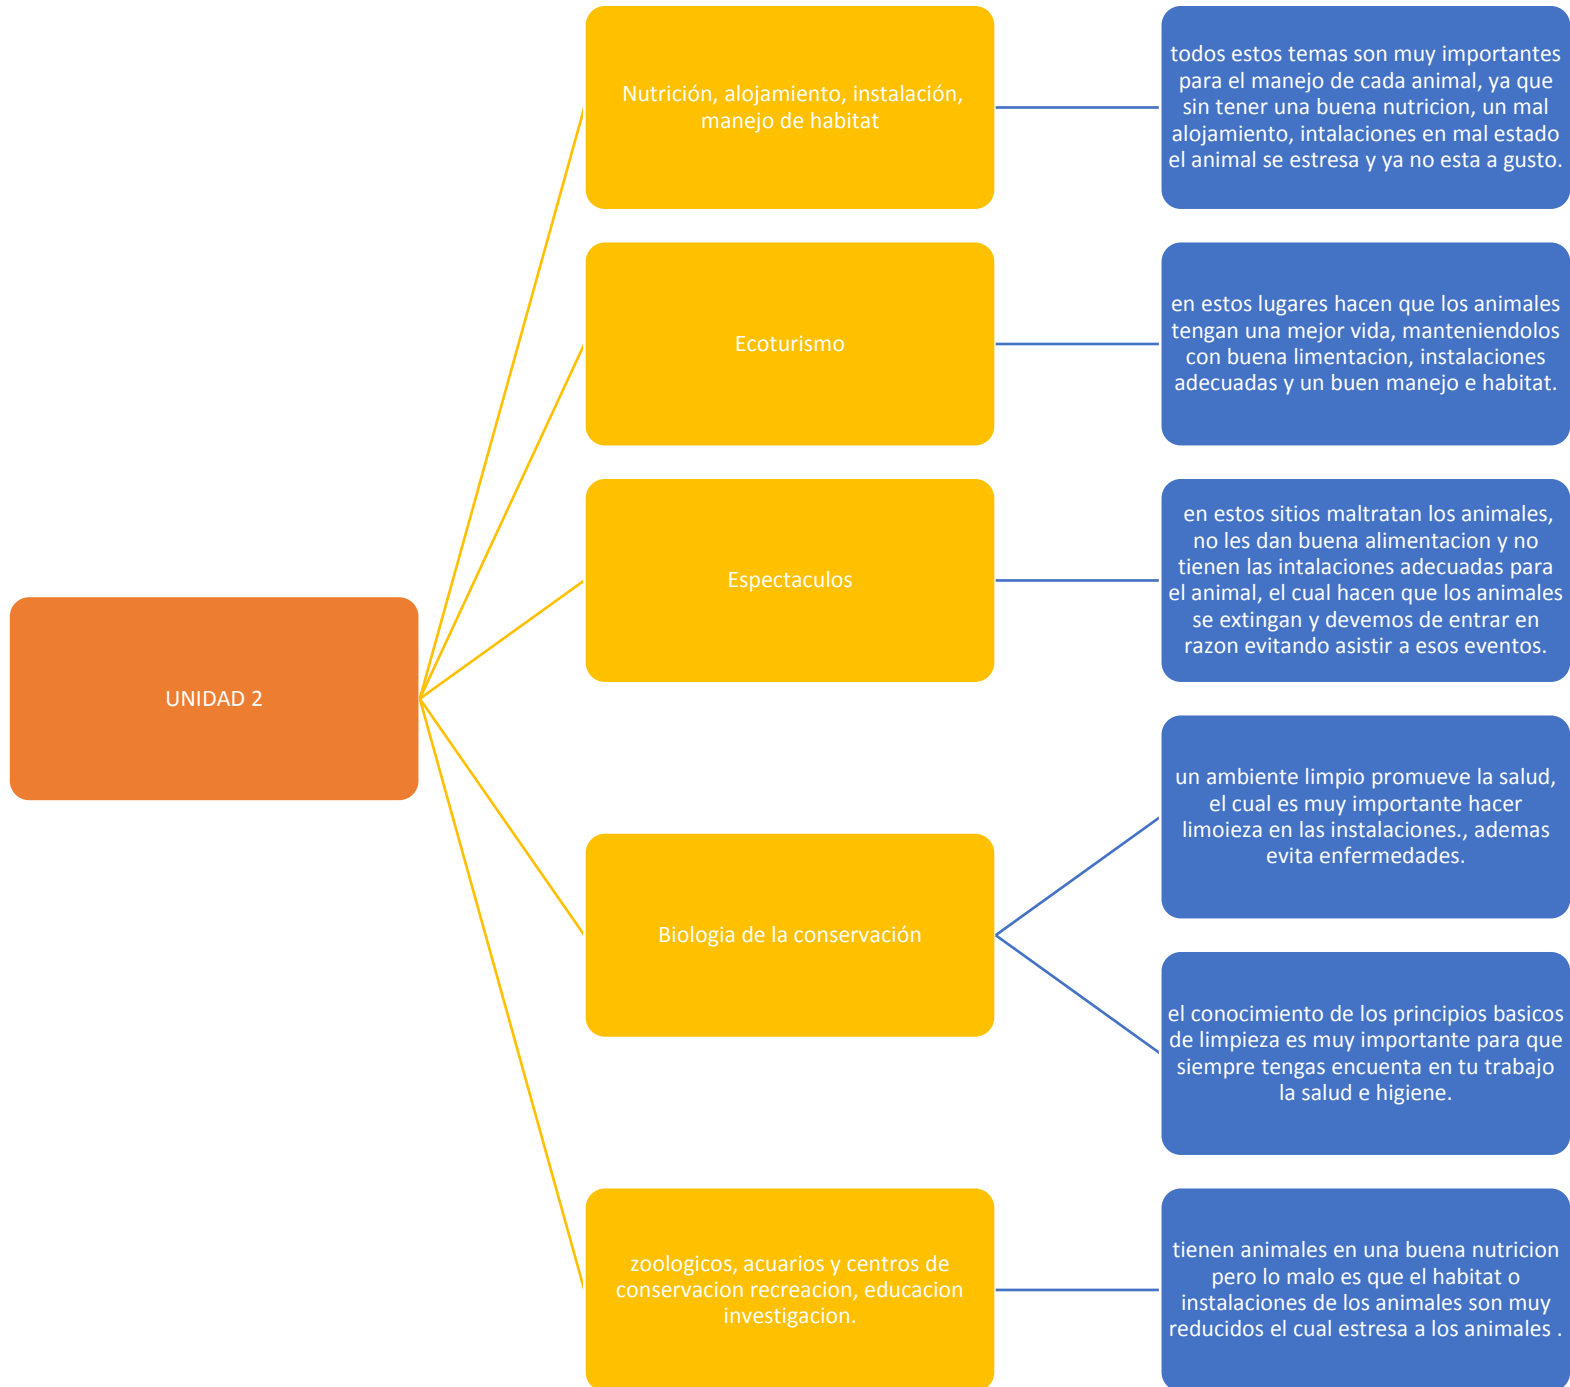 UNIDAD 2
Nutrición, alojamiento, instalación,
manejo de habitat
todos estos temas son muy importantes
para el manejo de cada animal, ya que
sin tener una buena nutricion, un mal
alojamiento, intalaciones en mal estado
el animal se estresa y ya no esta a gusto.
Ecoturismo
en estos lugares hacen que los animales
tengan una mejor vida, manteniendolos
con buena limentacion, instalaciones
adecuadas y un buen manejo e habitat.
Espectaculos
en estos sitios maltratan los animales,
no les dan buena alimentacion y no
tienen las intalaciones adecuadas para
el animal, el cual hacen que los animales
se extingan y devemos de entrar en
razon evitando asistir a esos eventos.
Biologia de la conservación
un ambiente limpio promueve la salud,
el cual es muy importante hacer
limoieza en las instalaciones., ademas
evita enfermedades.
el conocimiento de los principios basicos
de limpieza es muy importante para que
siempre tengas encuenta en tu trabajo
la salud e higiene.
zoologicos, acuarios y centros de
conservacion recreacion, educacion
investigacion.
tienen animales en una buena nutricion
pero lo malo es que el habitat o
instalaciones de los animales son muy
reducidos el cual estresa a los animales .